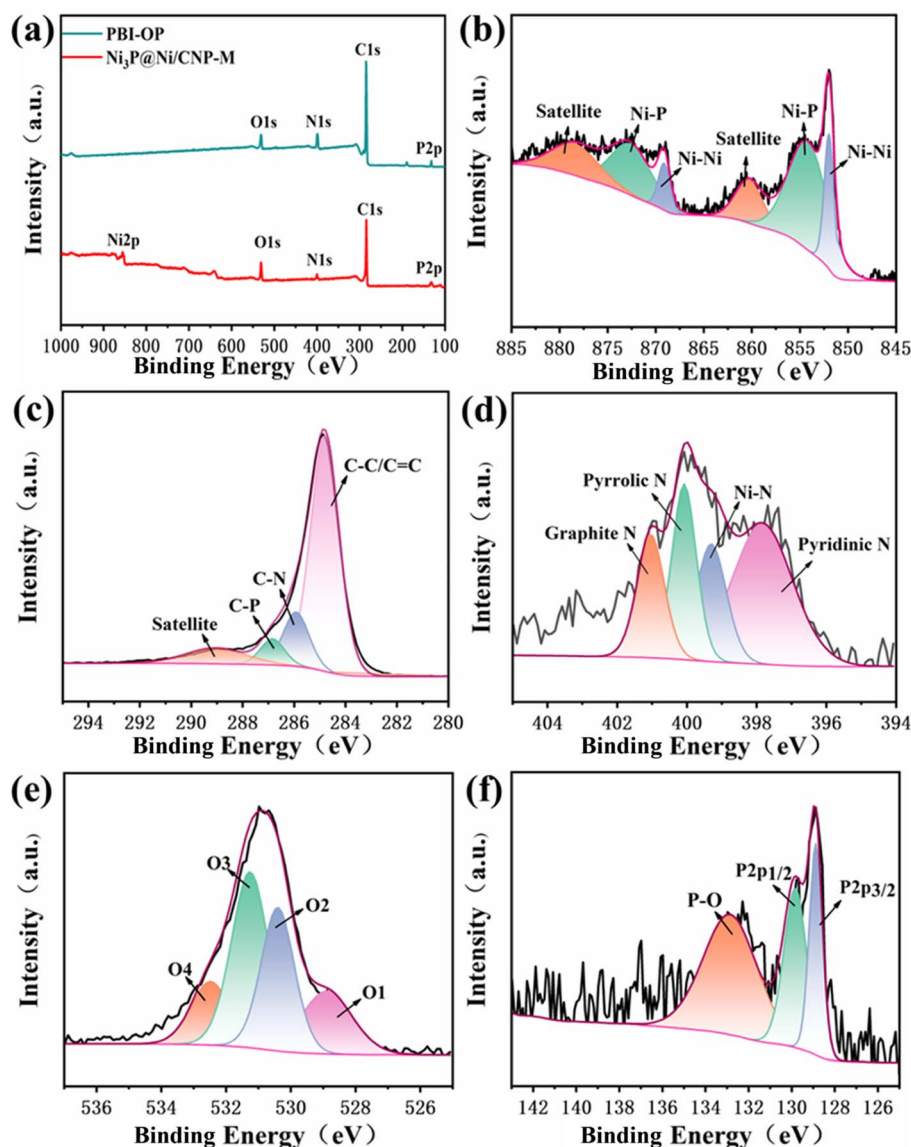 (a)
PBI-OP
Ni₃P@Ni/CNP-M
C1s
O1s
N1s
P2p
C1s
Ni2p
O1s
N1s
P2p
Intensity（a.u.）
1000 900 800 700 600 500 400 300 200 100
Binding Energy（eV）
(b)
Satellite
Ni-P
Ni-Ni
Satellite
Ni-P
Ni-Ni
Intensity（a.u.）
885 880 875 870 865 860 855 850 845
Binding Energy（eV）
(c)
C-C/C=C
C-N
C-P
Satellite
Intensity（a.u.）
294 292 290 288 286 284 282 280
Binding Energy（eV）
(d)
Pyrrolic N
Ni-N
Graphite N
Pyridinic N
Intensity（a.u.）
404 402 400 398 396 394
Binding Energy（eV）
(e)
O3
O2
O4
O1
Intensity（a.u.）
536 534 532 530 528 526
Binding Energy（eV）
(f)
P2p1/2
P-O
P2p3/2
Intensity（a.u.）
142 140 138 136 134 132 130 128 126
Binding Energy（eV）